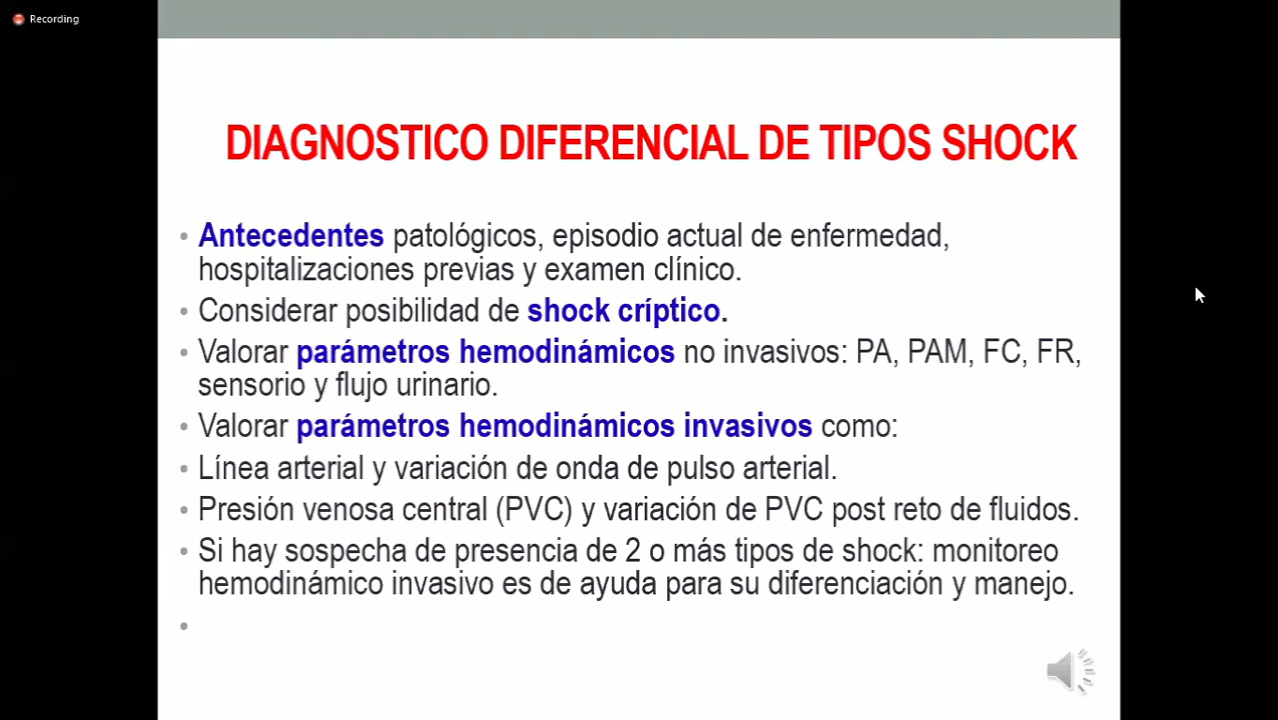 Recording
DIAGNOSTICO DIFERENCIAL DE TIPOS SHOCK
• Antecedentes patológicos, episodio actual de enfermedad,
hospitalizaciones previas y examen clínico.
• Considerar posibilidad de shock críptico.
• Valorar parámetros hemodinámicos no invasivos: PA, PAM, FC, FR,
sensorio y flujo urinario.
• Valorar parámetros hemodinámicos invasivos como:
• Línea arterial y variación de onda de pulso arterial.
• Presión venosa central (PVC) y variación de PVC post reto de fluidos.
• Si hay sospecha de presencia de 2 o más tipos de shock: monitoreo
hemodinámico invasivo es de ayuda para su diferenciación y manejo.
•